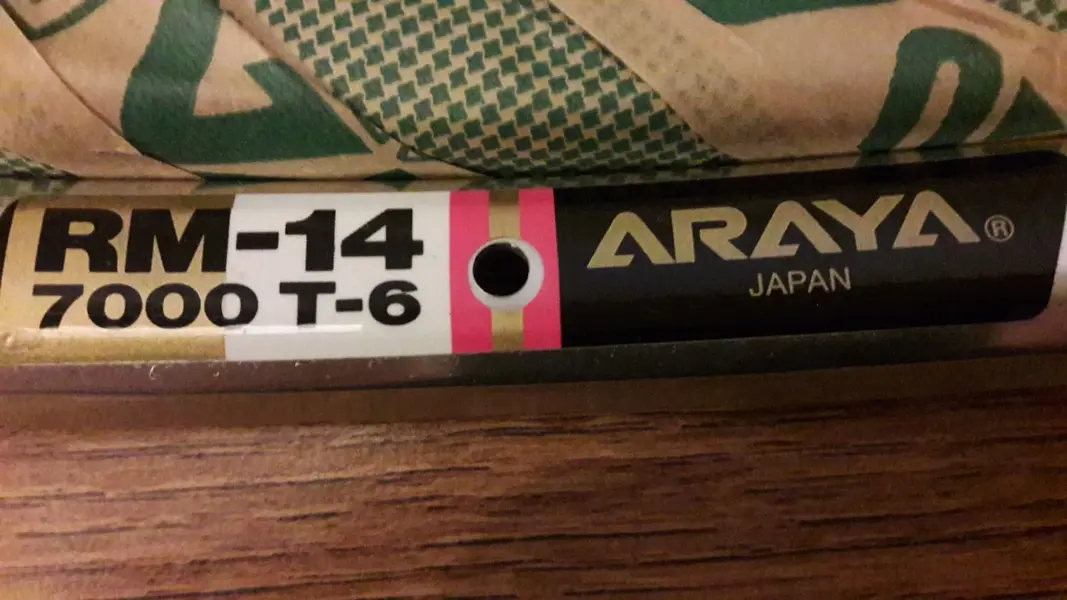 RM-14
7000 T-6
ARAYA®
JAPAN